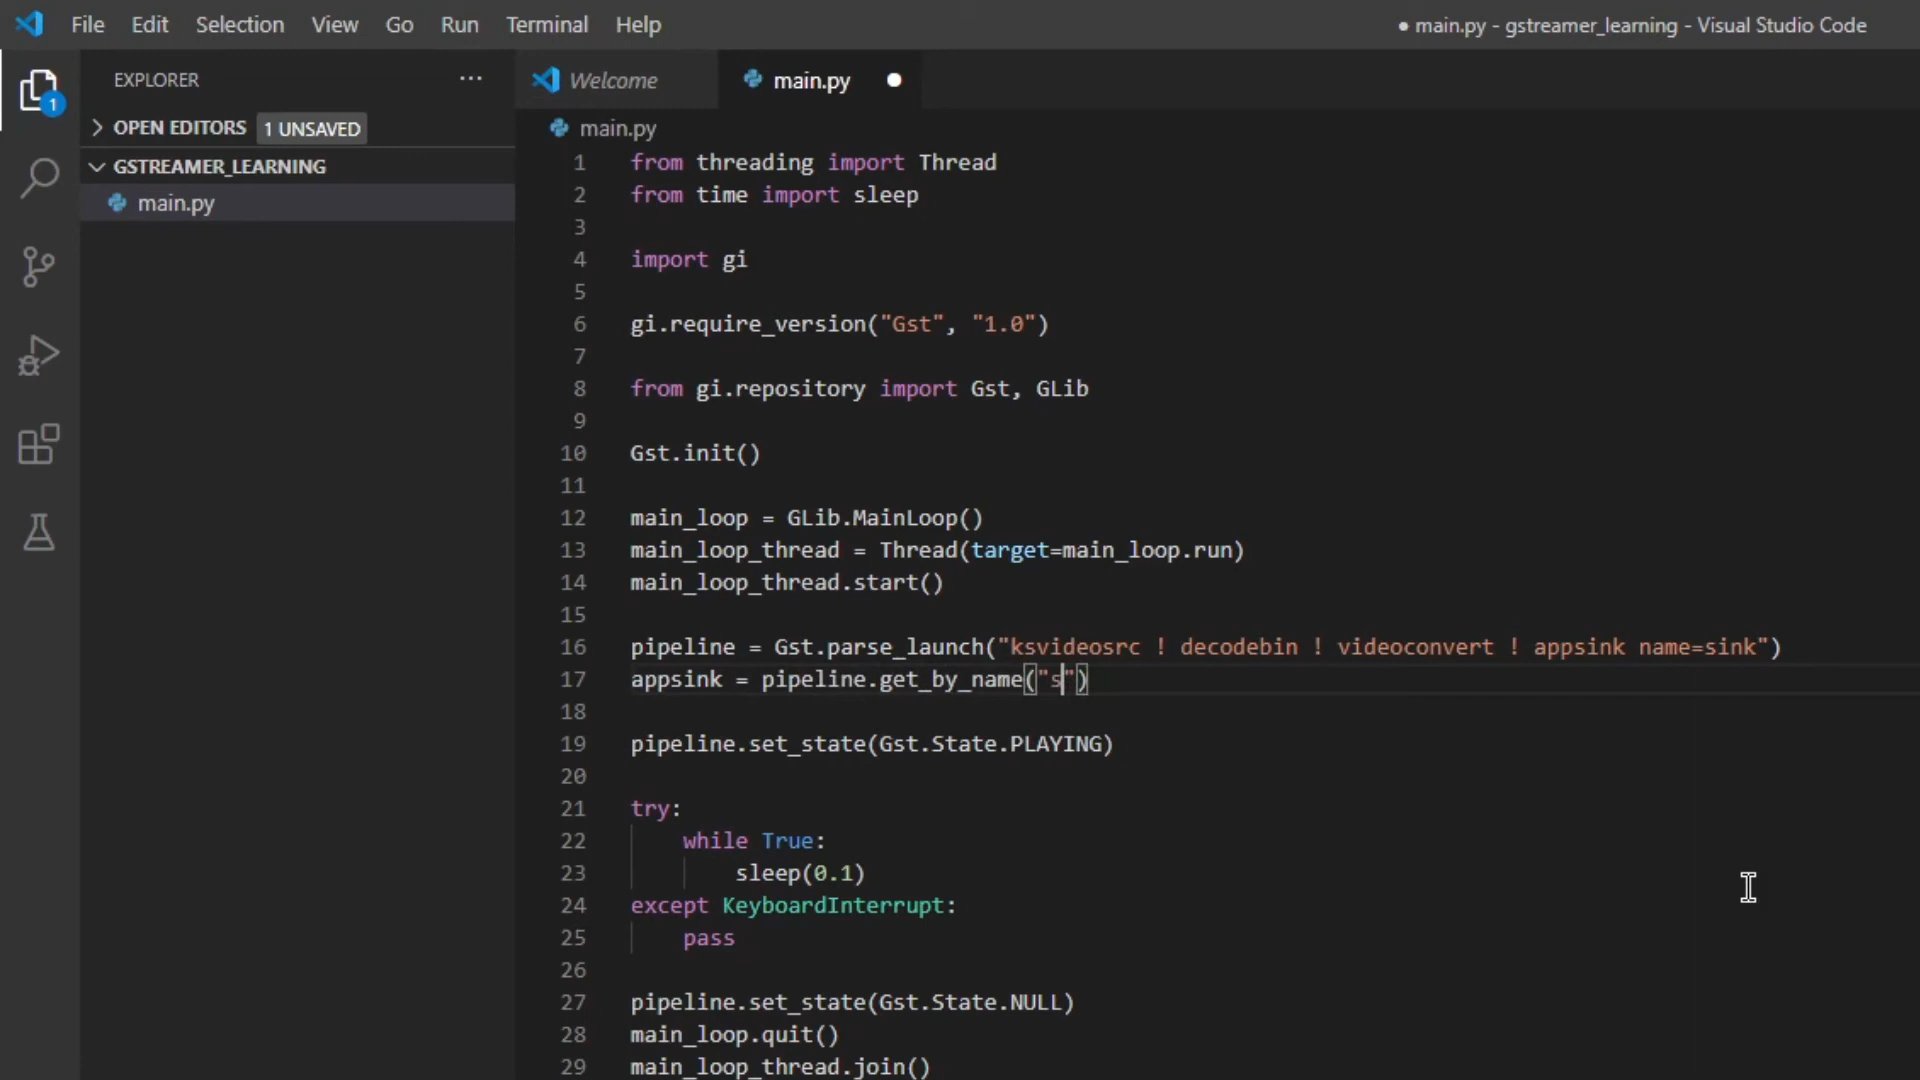 File Edit Selection View Go Run Terminal Help
● main.py - gstreamer_learning - Visual Studio Code
EXPLORER ...
1
OPEN EDITORS 1 UNSAVED
GSTREAMER_LEARNING
main.py
Welcome main.py
main.py
1 from threading import Thread
2 from time import sleep
3
4 import gi
5
6 gi.require_version("Gst", "1.0")
7
8 from gi.repository import Gst, GLib
9
10 Gst.init()
11
12 main_loop = GLib.MainLoop()
13 main_loop_thread = Thread(target=main_loop.run)
14 main_loop_thread.start()
15
16 pipeline = Gst.parse_launch("ksvideosrc ! decodebin ! videoconvert ! appsink name=sink")
17 appsink = pipeline.get_by_name("s")
18
19 pipeline.set_state(Gst.State.PLAYING)
20
21 try:
22 while True:
23 sleep(0.1)
24 except KeyboardInterrupt:
25 pass
26
27 pipeline.set_state(Gst.State.NULL)
28 main_loop.quit()
29 main_loop_thread.join()